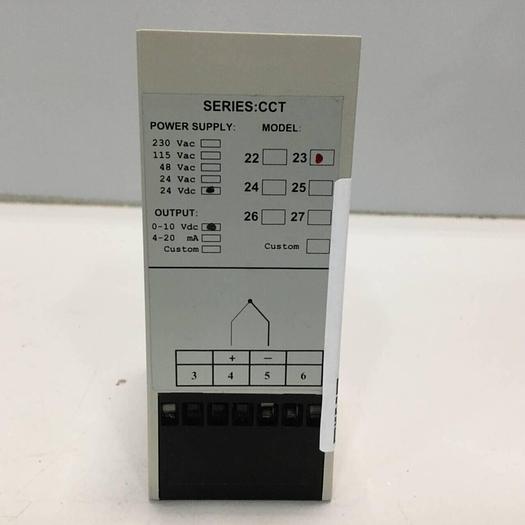 SERIES:CCT
POWER SUPPLY: MODEL:
230 Vac
115 Vac
48 Vac
24 Vac
24 Vdc
22 23
24 25
26 27
Custom
OUTPUT:
0-10 Vdc
4-20 mA
Custom
+ −
3 4 5 6